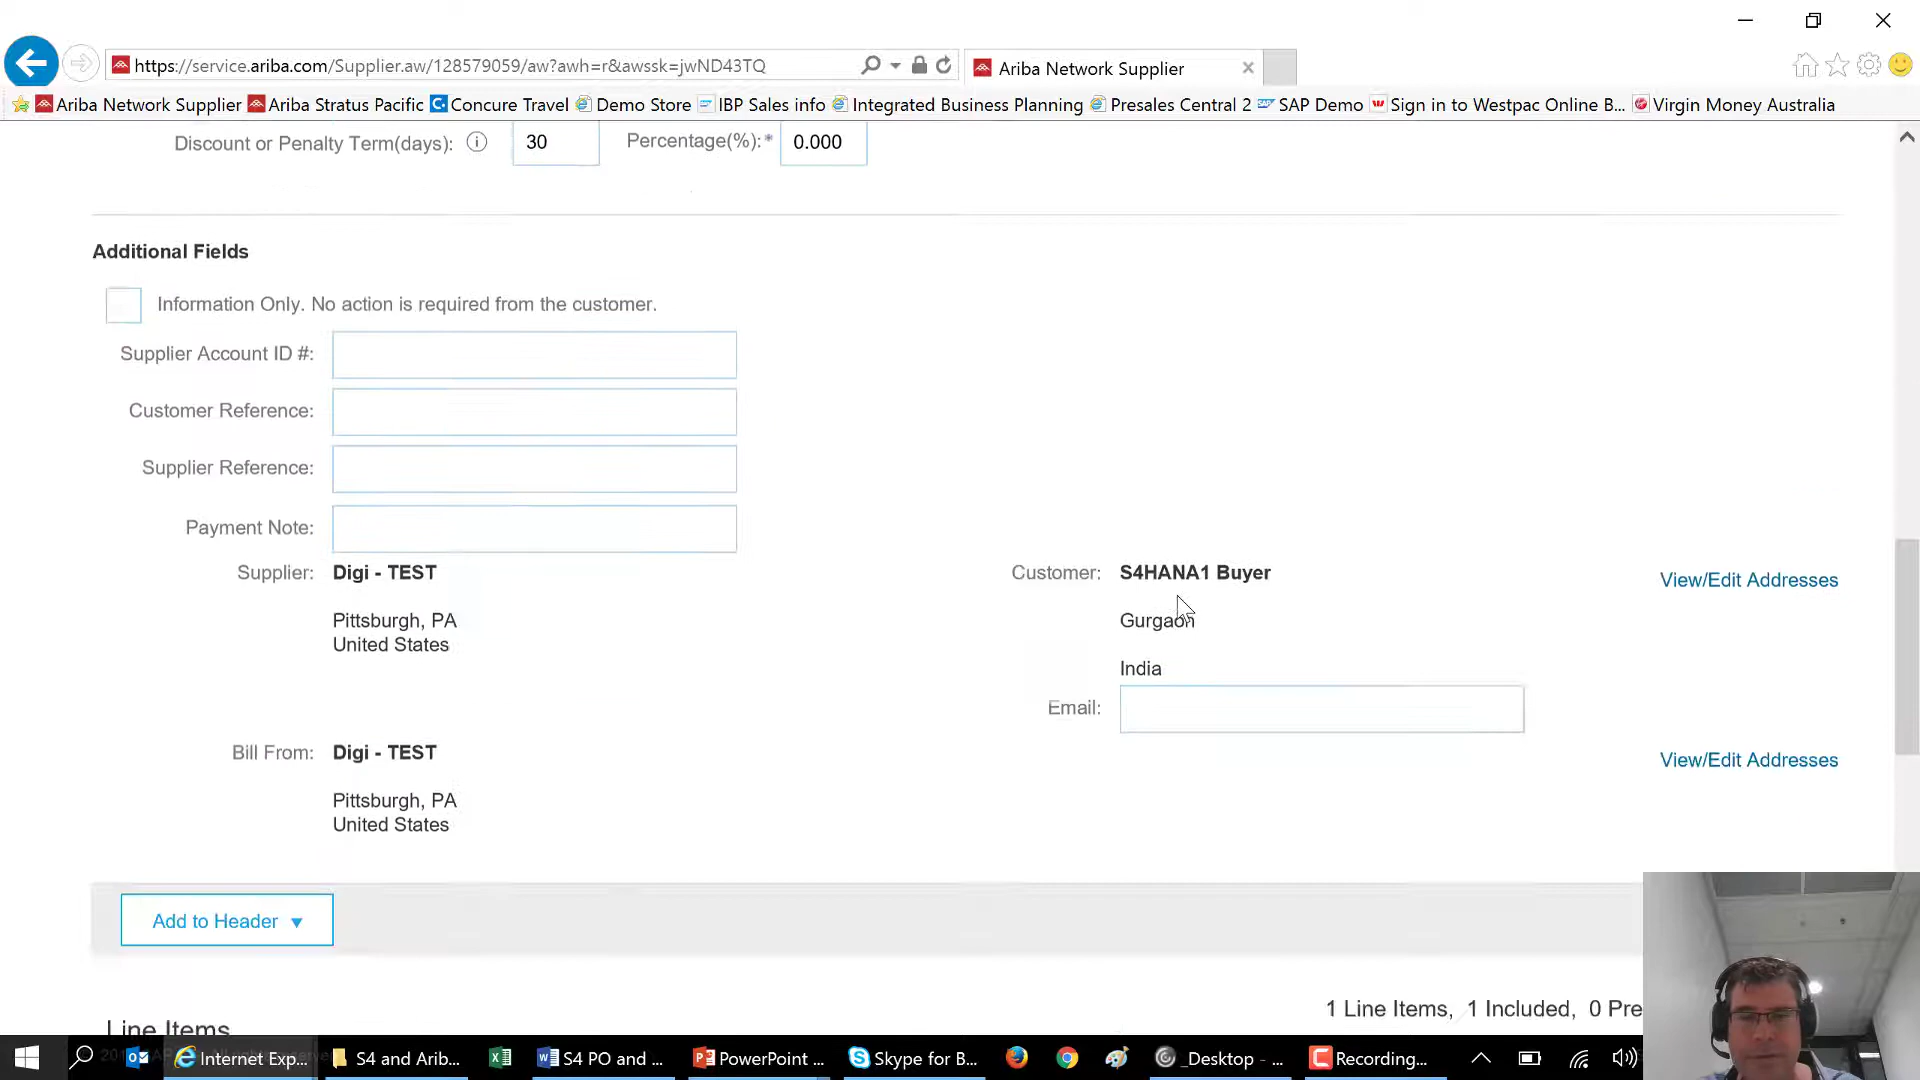 https://service.ariba.com/Supplier.aw/128579059/aw?awh=r&awssk=jwND43TQ
Ariba Network Supplier
Ariba Network Supplier Ariba Stratus Pacific Concure Travel Demo Store IBP Sales info Integrated Business Planning Presales Central 2 SAP Demo Sign in to Westpac Online B... Virgin Money Australia
Discount or Penalty Term(days): 30 Percentage(%):* 0.000
Additional Fields
Information Only. No action is required from the customer.
Supplier Account ID #:
Customer Reference:
Supplier Reference:
Payment Note:
Supplier: Digi - TEST Customer: S4HANA1 Buyer View/Edit Addresses
Pittsburgh, PA Gurgaon
United States
India
Email:
Bill From: Digi - TEST View/Edit Addresses
Pittsburgh, PA
United States
Add to Header ▼
1 Line Items, 1 Included, 0 Pre
Line Items
Internet Exp... S4 and Arib... S4 PO and ... PowerPoint ... Skype for B... _Desktop - ... Recording...